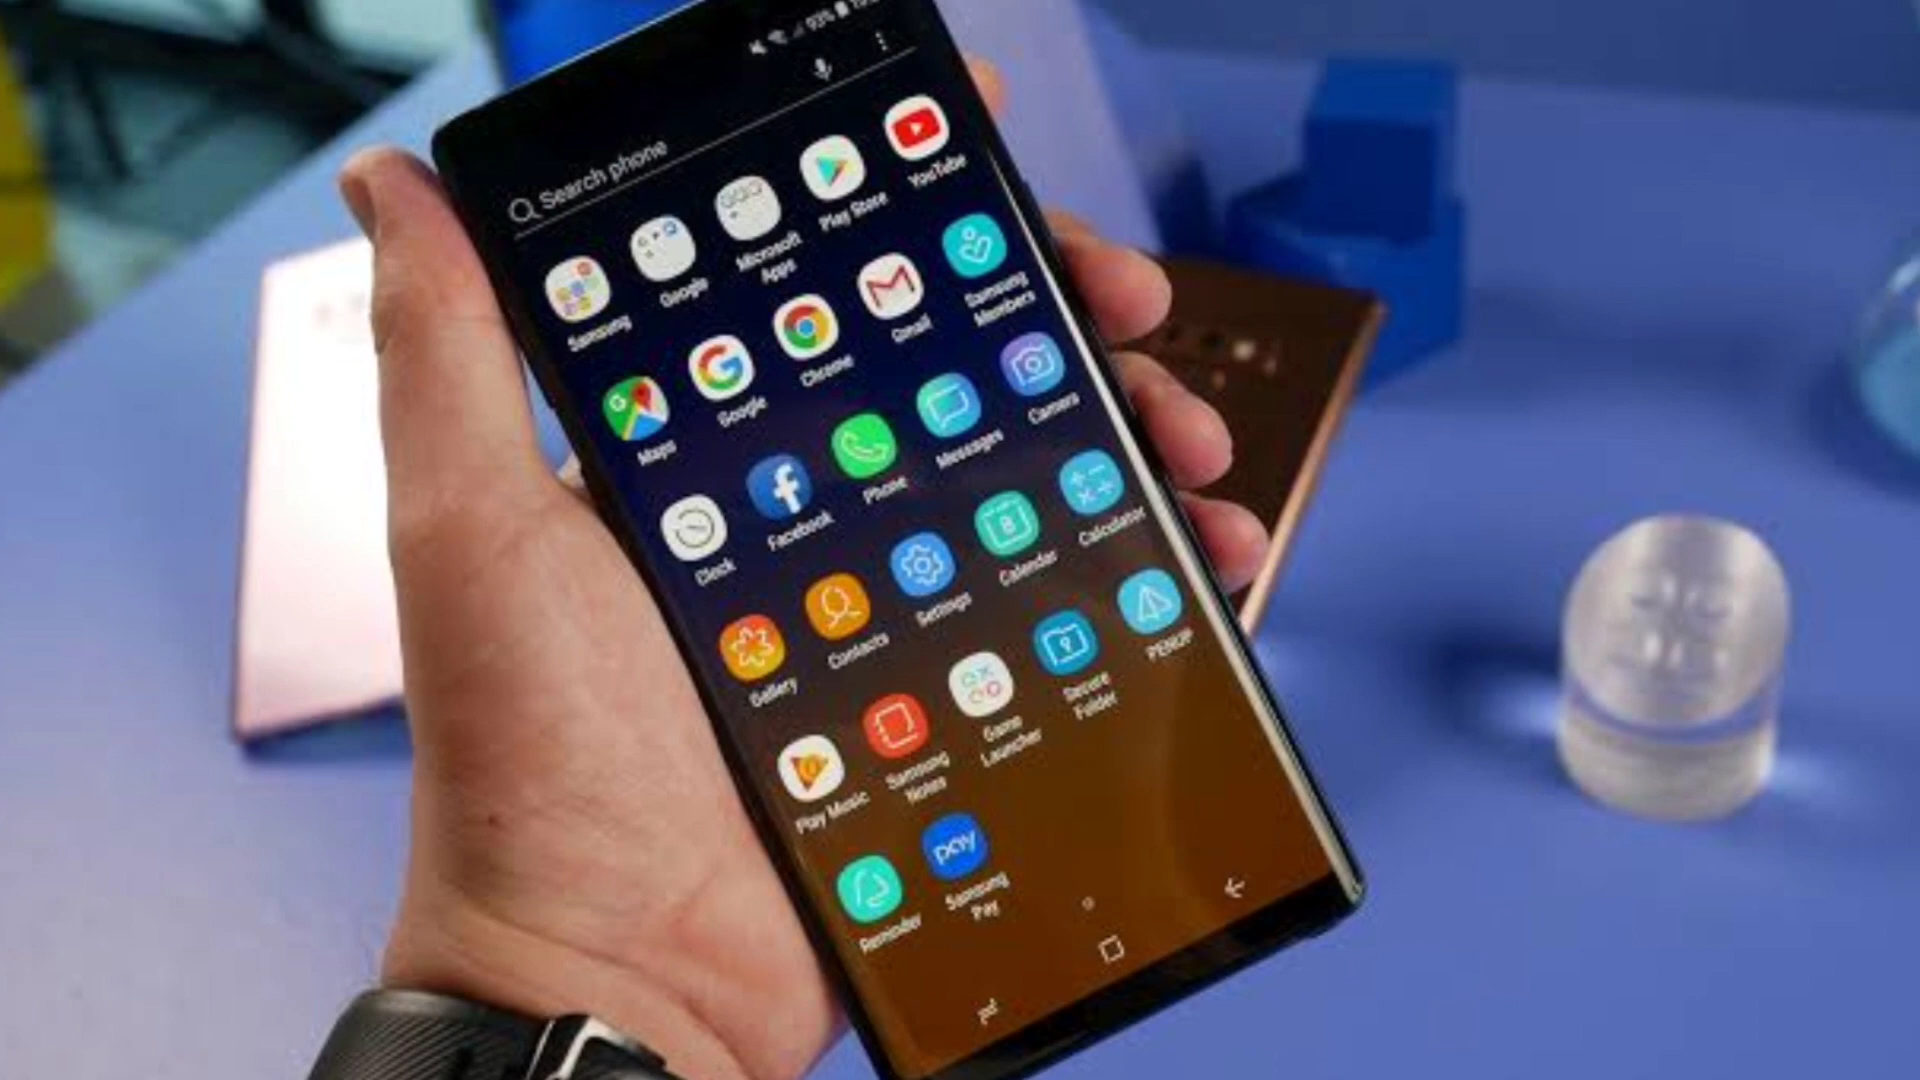 93%
Search phone
Samsung
Google
Microsoft
Apps
Play Store
YouTube
Maps
Google
Chrome
Gmail
Samsung
Members
Clock
Facebook
Phone
Messages
Camera
Gallery
Contacts
Settings
8
Calendar
Calculator
Play Music
Samsung
Notes
Game
Launcher
Secure
Folder
PENUP
Reminder
pay
Samsung
Pay